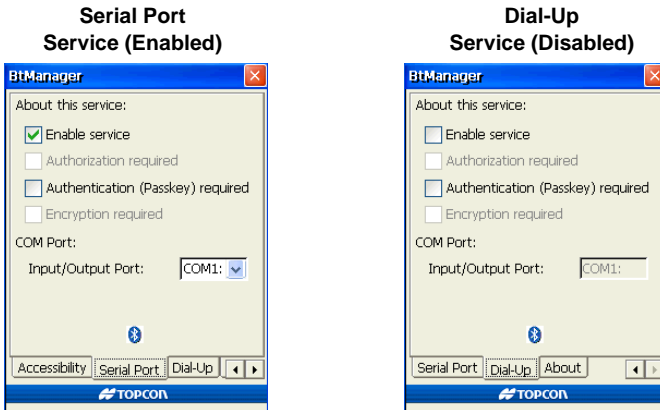 Serial Port
Service (Enabled)
BtManager
About this service:
Enable service
Authorization required
Authentication (Passkey) required
Encryption required
COM Port:
Input/Output Port: COM1:
Accessibility Serial Port Dial-Up
TOPCON
Dial-Up
Service (Disabled)
BtManager
About this service:
Enable service
Authorization required
Authentication (Passkey) required
Encryption required
COM Port:
Input/Output Port: COM1:
Serial Port Dial-Up About
TOPCON